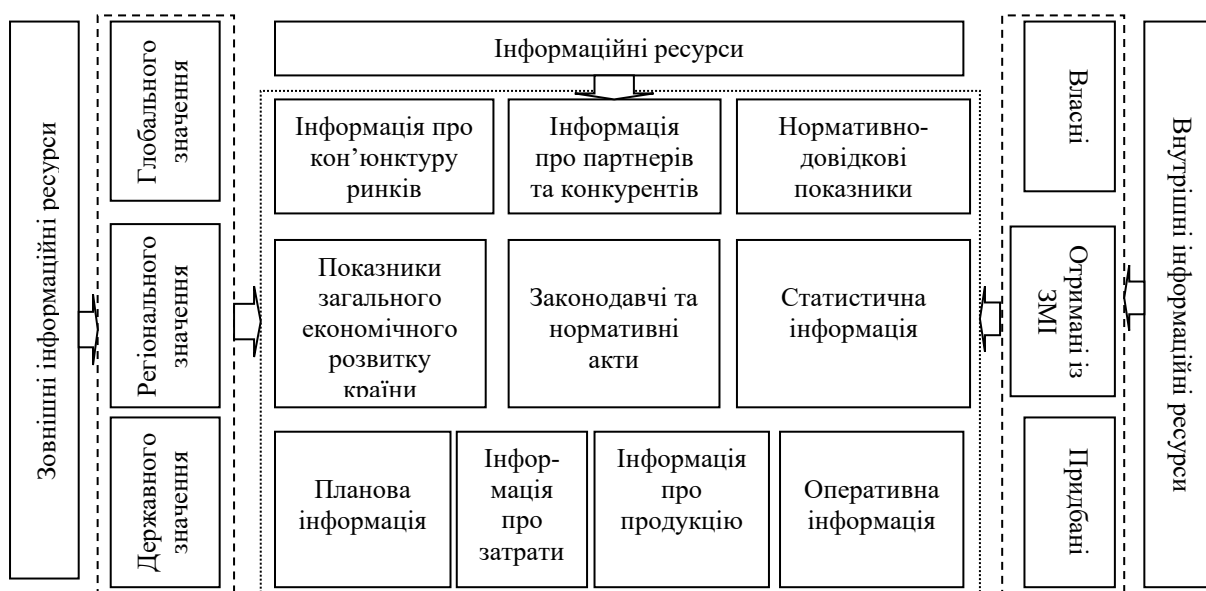 Зовнішні інформаційні ресурси
Глобального
значення
Регіонального
значення
Державного
значення
Інформаційні ресурси
Інформація про
кон’юнктуру
ринків
Інформація
про партнерів
та конкурентів
Нормативно-
довідкові
показники
Показники
загального
економічного
розвитку
країни
Законодавчі та
нормативні
акти
Статистична
інформація
Планова
інформація
Інфор-
мація
про
затрати
Інформація
про
продукцію
Оперативна
інформація
Власні
Отримані із
ЗМІ
Придбані
Внутрішні інформаційні ресурси